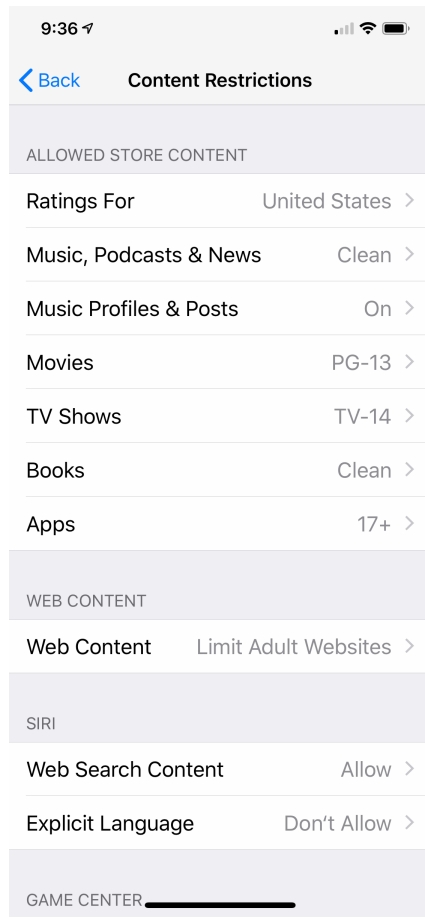 9:36
Back Content Restrictions
ALLOWED STORE CONTENT
Ratings For United States
Music, Podcasts & News Clean
Music Profiles & Posts On
Movies PG-13
TV Shows TV-14
Books Clean
Apps 17+
WEB CONTENT
Web Content Limit Adult Websites
SIRI
Web Search Content Allow
Explicit Language Don‘t Allow
GAME CENTER